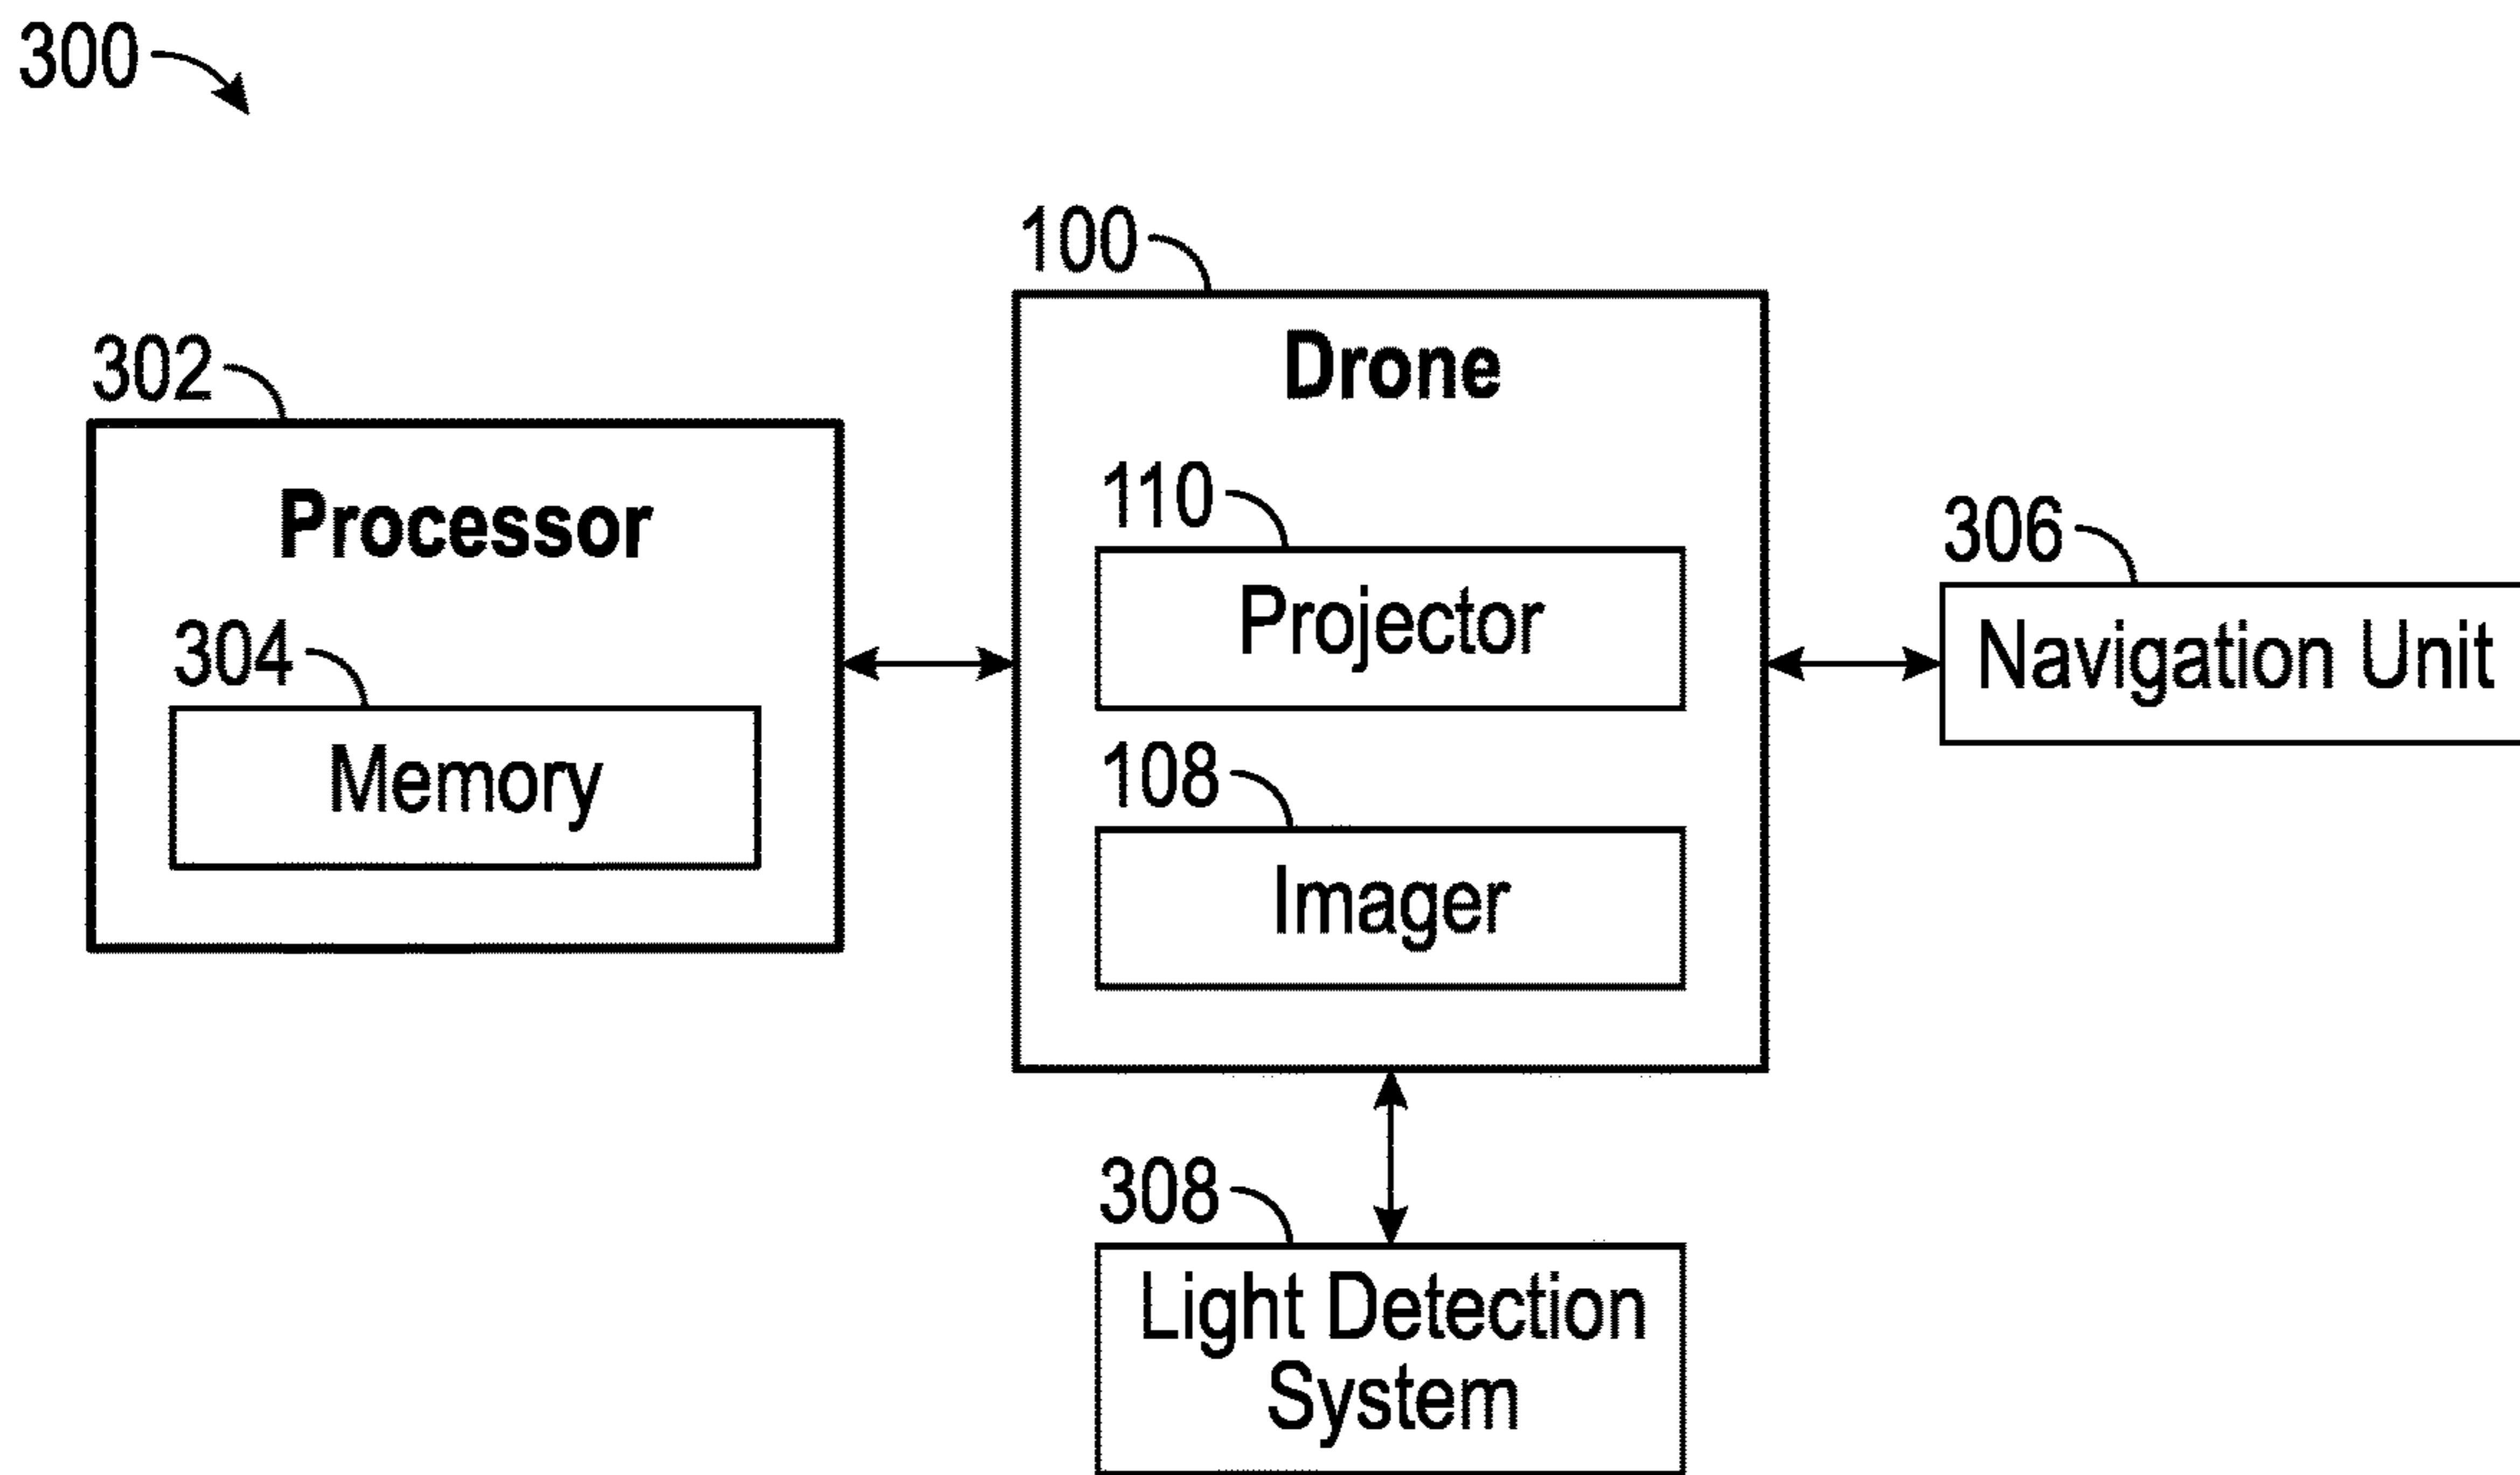 300
100
Drone
302
Processor
110
Projector
306
Navigation Unit
304
Memory
108
Imager
308
Light Detection
System